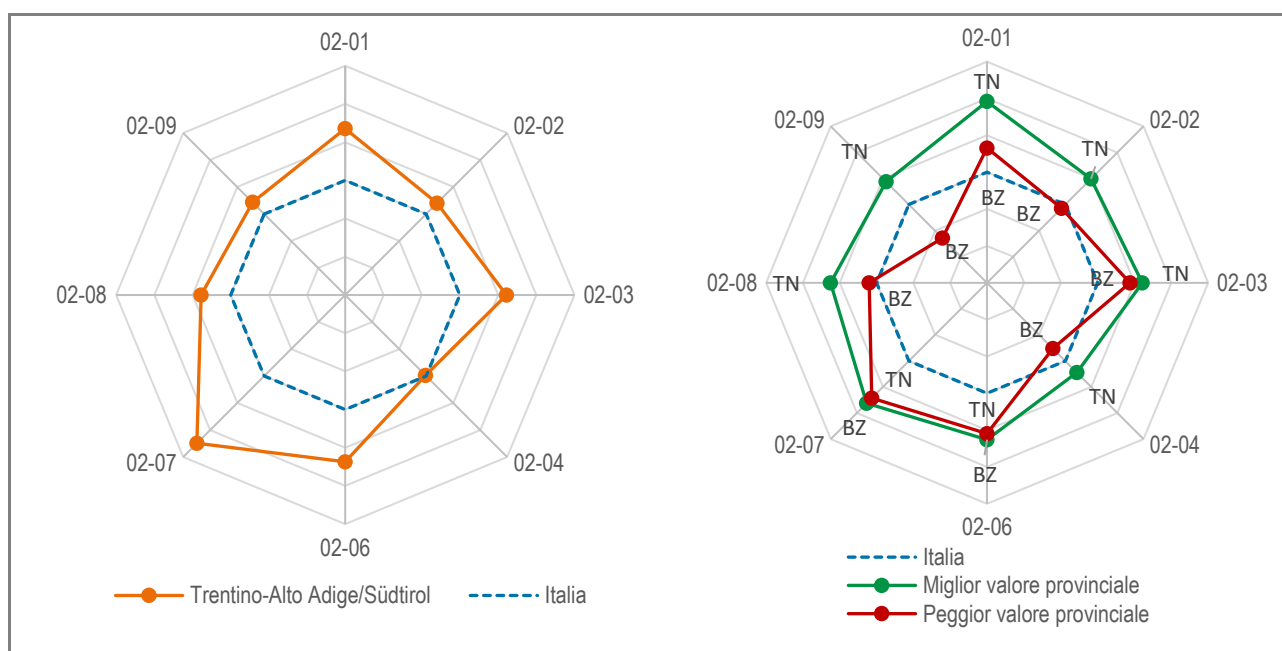 02-01
02-02
02-03
02-04
02-06
02-07
02-08
02-09
Trentino-Alto Adige/Südtirol
Italia
02-01
02-02
02-03
02-04
02-06
02-07
02-08
02-09
TN
TN
TN
TN
BZ
BZ
TN
TN
BZ
BZ
BZ
BZ
BZ
TN
TN
BZ
Italia
Miglior valore provinciale
Peggior valore provinciale